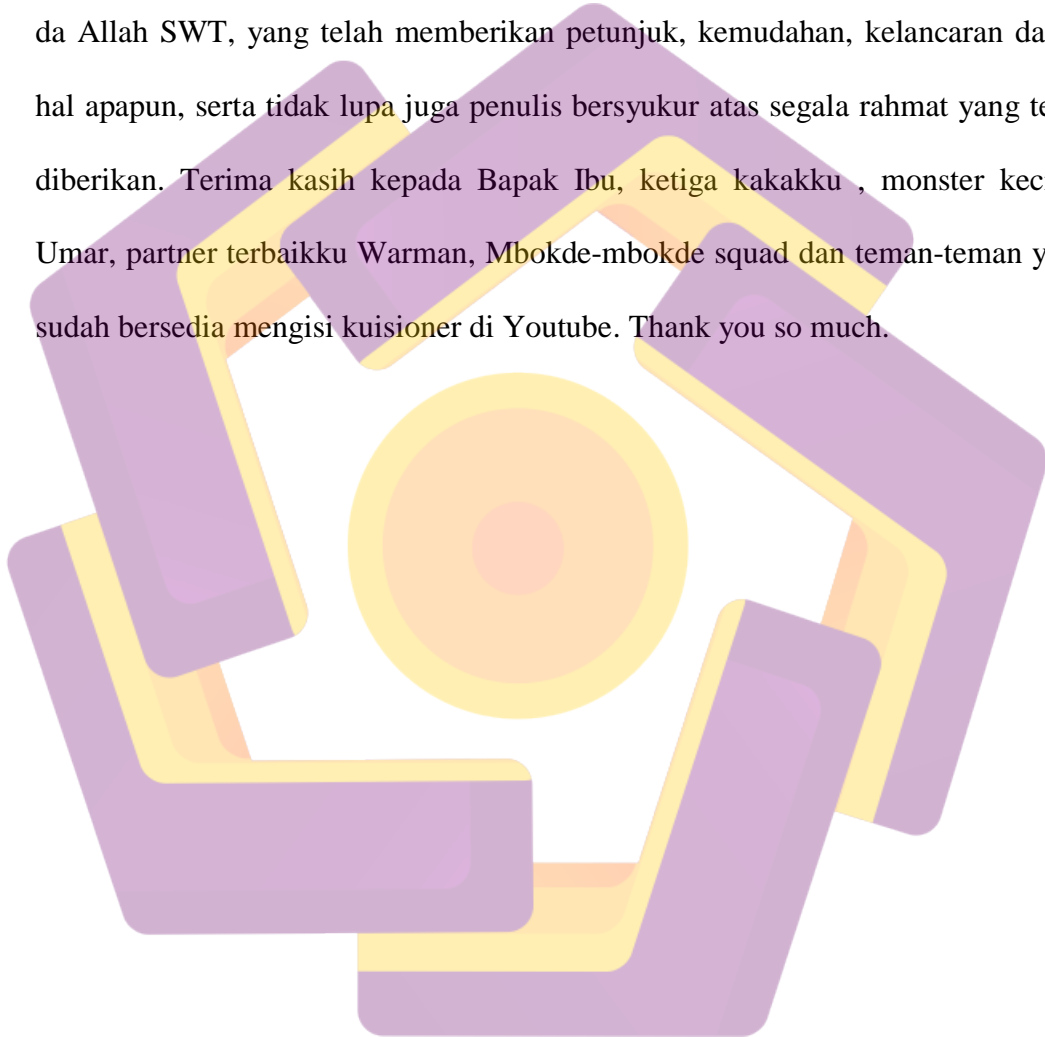 da Allah SWT, yang telah memberikan petunjuk, kemudahan, kelancaran da
hal apapun, serta tidak lupa juga penulis bersyukur atas segala rahmat yang te
diberikan. Terima kasih kepada Bapak Ibu, ketiga kakakku , monster kec
Umar, partner terbaikku Warman, Mbokde-mbokde squad dan teman-teman y
sudah bersedia mengisi kuisioner di Youtube. Thank you so much.